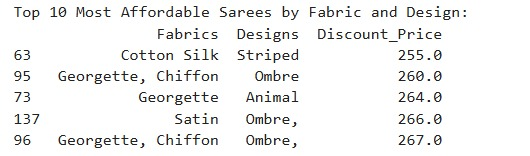 Top 10 Most Affordable Sarees by Fabric and Design:
Fabrics Designs Discount_Price
63 Cotton Silk Striped 255.0
95 Georgette, Chiffon Ombre 260.0
73 Georgette Animal 264.0
137 Satin Ombre, 266.0
96 Georgette, Chiffon Ombre, 267.0